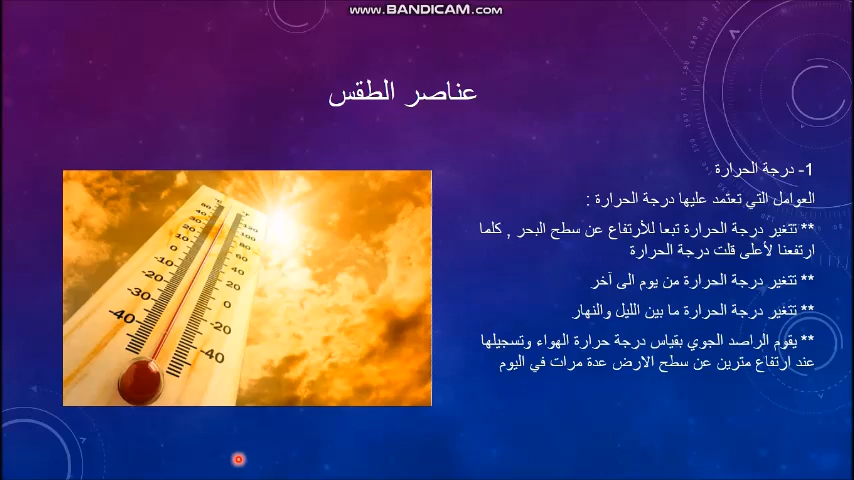 WWW.BANDICAM.COM
عناصر الطقس
1- درجة الحرارة
العوامل التي تعتمد عليها درجة الحرارة :
** تتغير درجة الحرارة تبعا للأرتفاع عن سطح البحر , كلما
ارتفعنا لأعلى قلت درجة الحرارة
** تتغير درجة الحرارة من يوم الى آخر
** تتغير درجة الحرارة ما بين الليل والنهار
** يقوم الراصد الجوي بقياس درجة حرارة الهواء وتسجيلها
عند ارتفاع مترين عن سطح الارض عدة مرات في اليوم